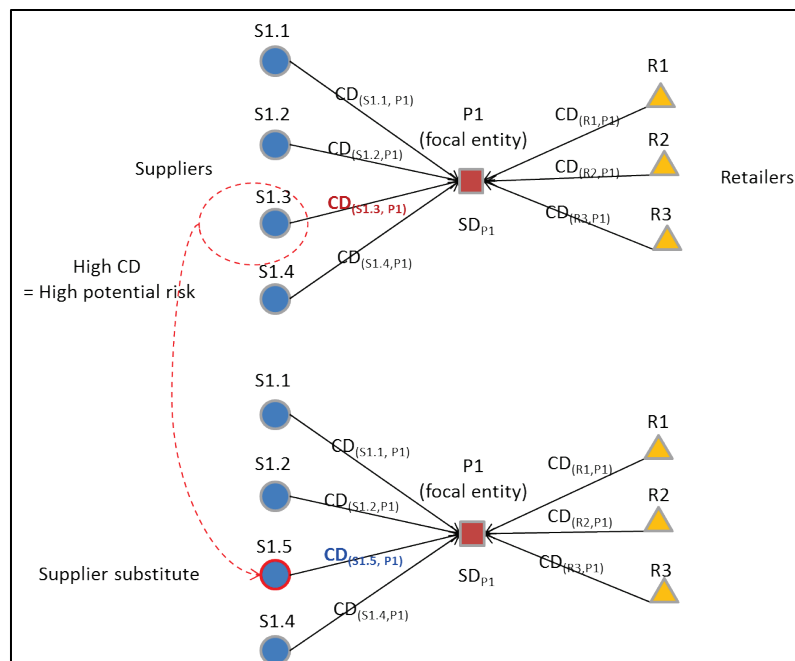 S1.1
R1
CD(S1.1, P1)
S1.2
P1
(focal entity)
CD(R1,P1)
R2
CD(S1.2,P1)
CD(R2,P1)
Suppliers
Retailers
S1.3
CD(S1.3, P1)
CD(R3,P1)
R3
SDP1
High CD
= High potential risk
S1.4
CD(S1.4,P1)
S1.1
R1
CD(S1.1, P1)
S1.2
P1
(focal entity)
CD(R1,P1)
R2
CD(S1.2,P1)
CD(R2,P1)
S1.5
CD(S1.5, P1)
CD(R3,P1)
R3
Supplier substitute
SDP1
S1.4
CD(S1.4,P1)